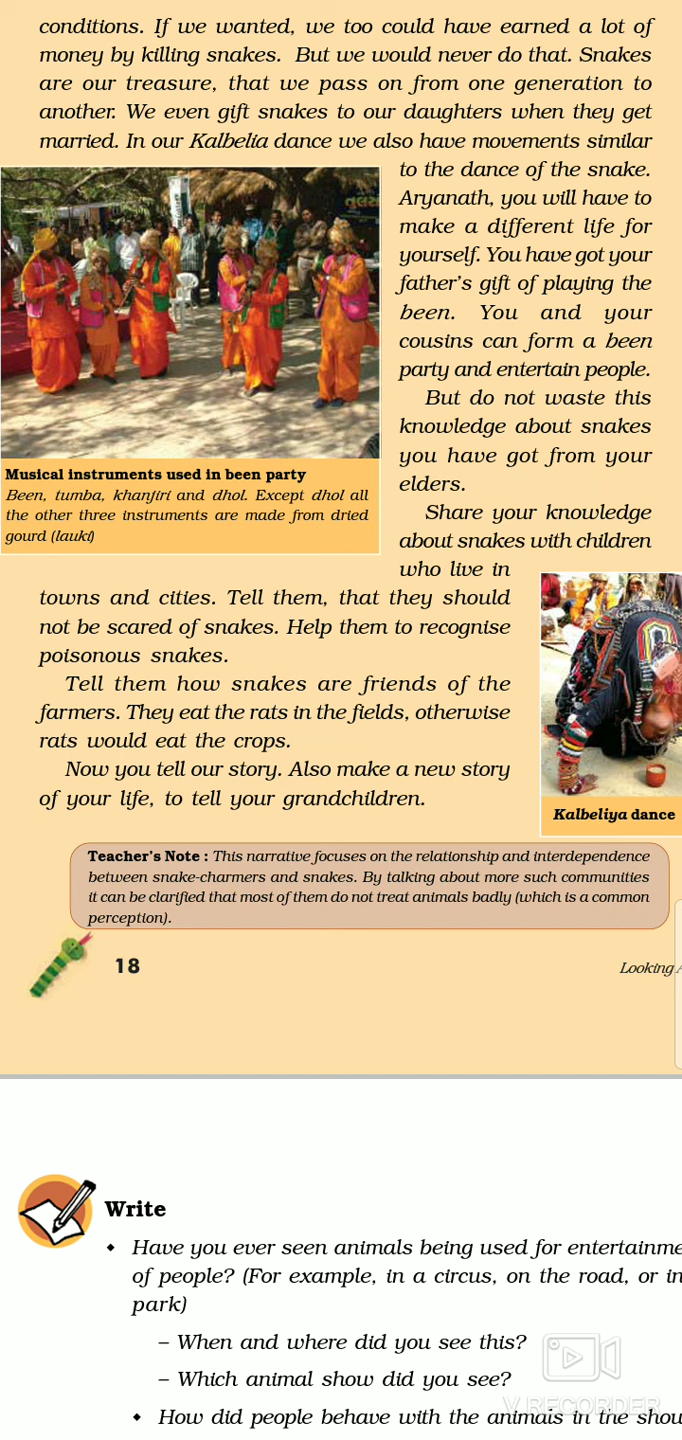 conditions. If we wanted, we too could have earned a lot of
money by killing snakes. But we would never do that. Snakes
are our treasure, that we pass on from one generation to
another. We even gift snakes to our daughters when they get
married. In our Kalbelia dance we also have movements similar
to the dance of the snake.
Aryanath, you will have to
make a different life for
yourself. You have got your
father's gift of playing the
been. You and your
cousins can form a been
party and entertain people.
But do not waste this
knowledge about snakes
you have got from your
elders.
Share your knowledge
about snakes with children
who live in
towns and cities. Tell them, that they should
not be scared of snakes. Help them to recognise
poisonous snakes.
Tell them how snakes are friends of the
farmers. They eat the rats in the fields, otherwise
rats would eat the crops.
Now you tell our story. Also make a new story
of your life, to tell your grandchildren.
Musical instruments used in been party
Been, tumba, khanjiri and dhol. Except dhol all
the other three instruments are made from dried
gourd (lauki)
Kalbeliya dance
Teacher's Note : This narrative focuses on the relationship and interdependence
between snake-charmers and snakes. By talking about more such communities
it can be clarified that most of them do not treat animals badly (which is a common
perception).
18
Looking A
Write
◆ Have you ever seen animals being used for entertainme
of people? (For example, in a circus, on the road, or in
park)
– When and where did you see this?
– Which animal show did you see?
◆ How did people behave with the animals in the show
V RECORDER